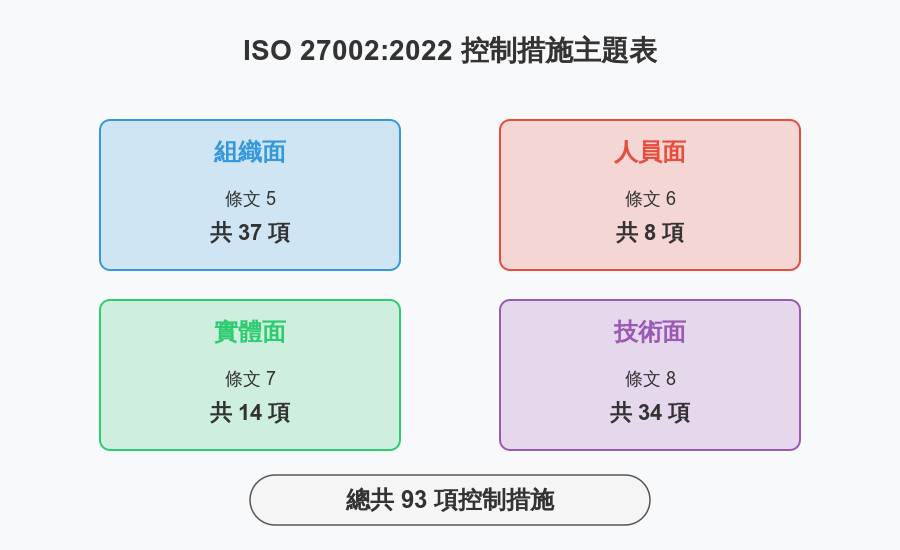 ISO 27002:2022 控制措施主題表
組織面
條文 5
共 37 項
人員面
條文 6
共 8 項
實體面
條文 7
共 14 項
技術面
條文 8
共 34 項
總共 93 項控制措施